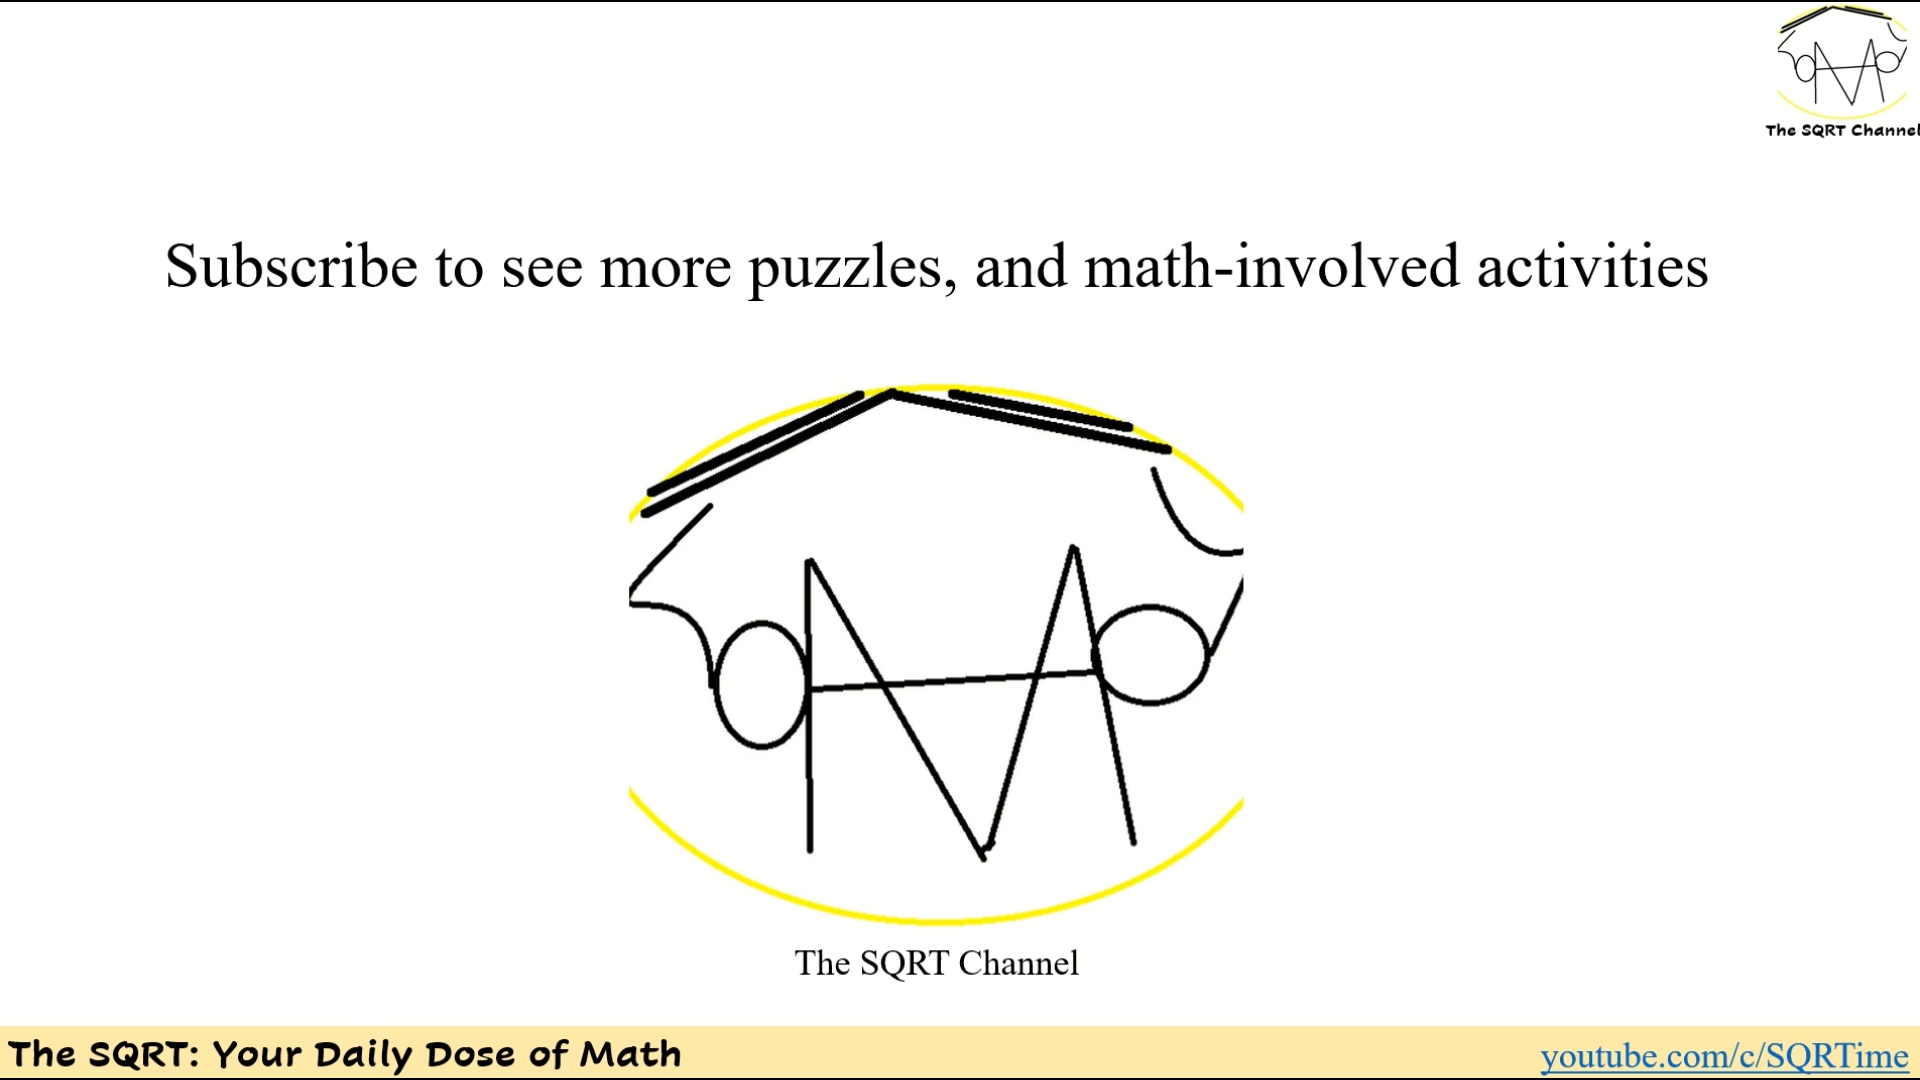 The SQRT Channel
Subscribe to see more puzzles, and math-involved activities
The SQRT Channel
The SQRT: Your Daily Dose of Math
youtube.com/c/SQRTime